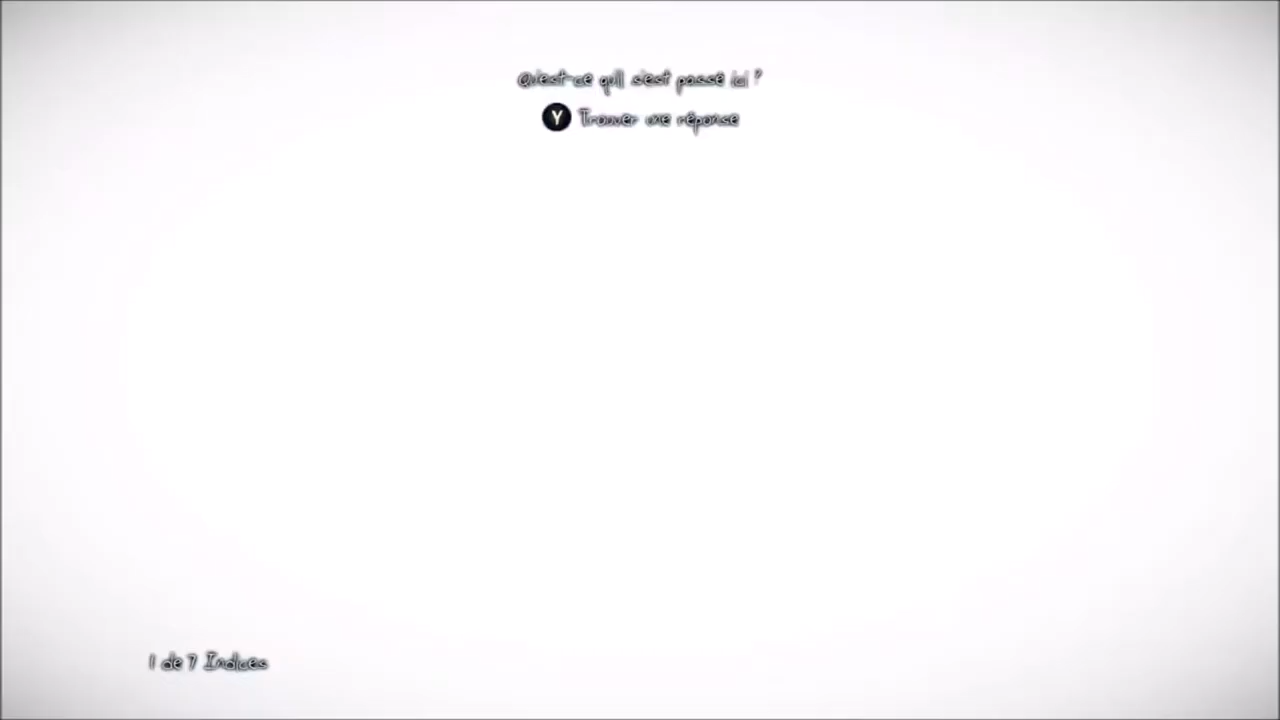 Qu'est-ce qu'il s'est passé ici ?
Y Trouver une réponse
1 de 7 Indices